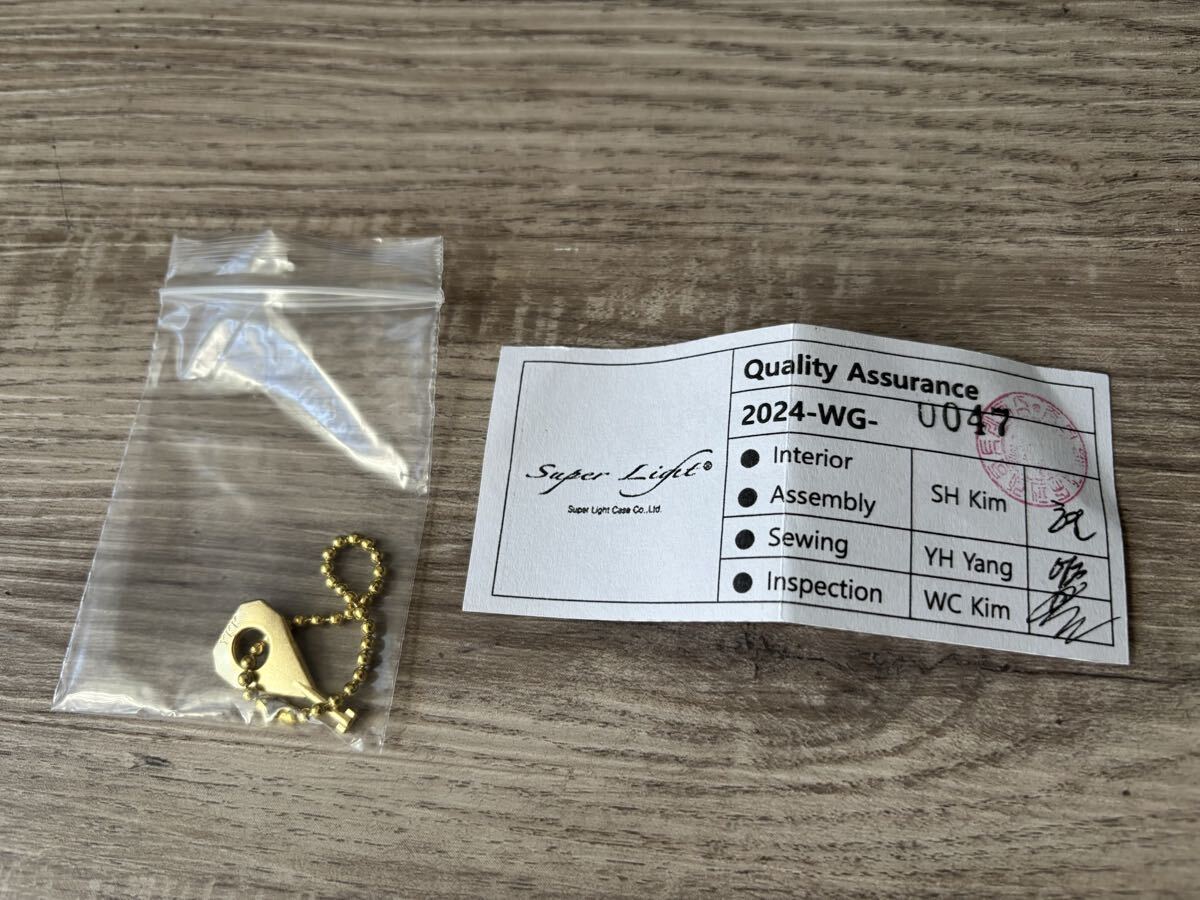 Super Light®
Super Light Case Co.,Ltd.
Quality Assurance
2024-WG- 0047
● Interior
● Assembly
SH Kim
● Sewing
YH Yang
● Inspection
WC Kim